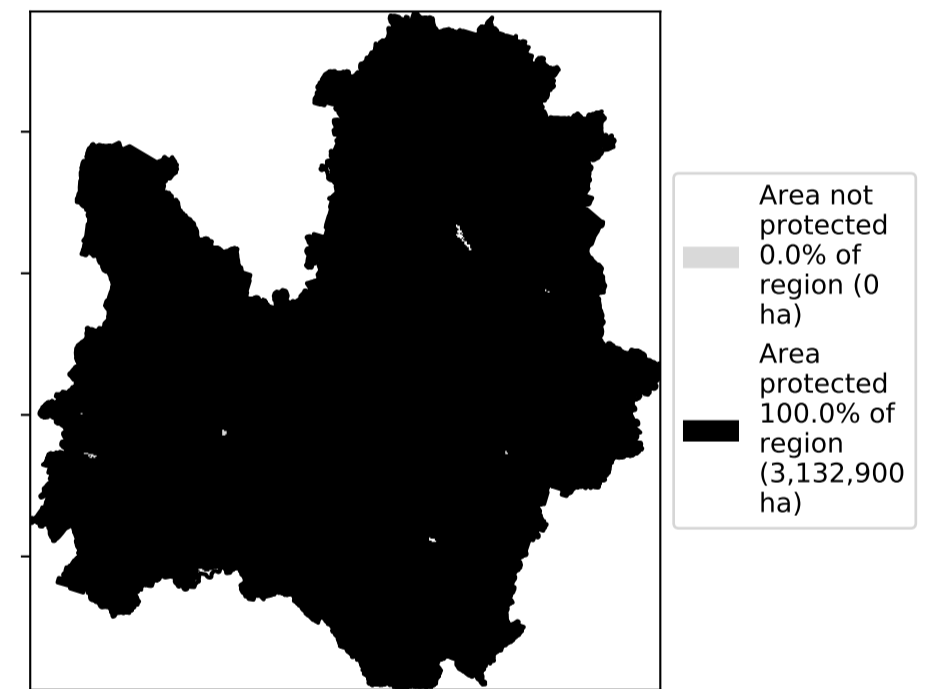 Area not
protected
0.0% of
region (0
ha)
Area
protected
100.0% of
region
(3,132,900
ha)